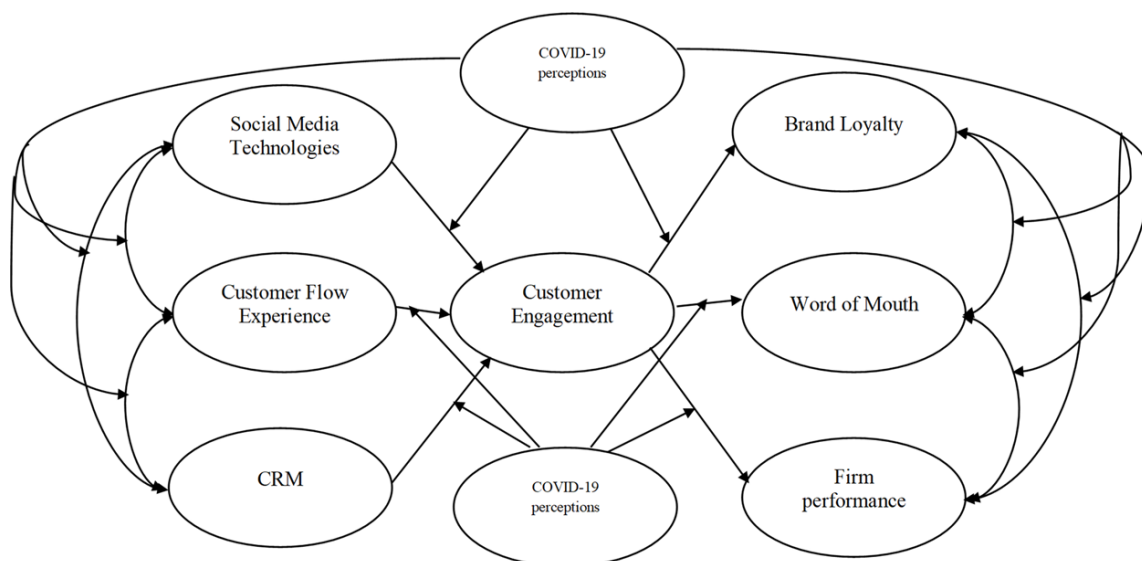 COVID-19
perceptions
Social Media
Technologies
Brand Loyalty
Customer Flow
Experience
Customer
Engagement
Word of Mouth
CRM
COVID-19
perceptions
Firm
performance